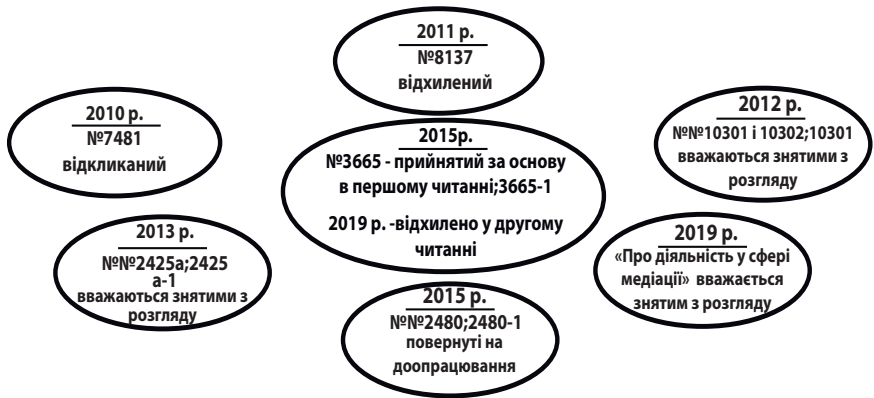 2011 р.
№8137
відхилений
2010 р.
№7481
відкликаний
2012 р.
№№10301 і 10302;10301
вважаються знятими з
розгляду
2015р.
№3665 - прийнятий за основу
в першому читанні;3665-1
2019 р. -відхилено у другому
читанні
2013 р.
№№2425а;2425
а-1
вважаються знятими з
розгляду
2019 р.
«Про діяльність у сфері
медіації» вважається
знятим з розгляду
2015 р.
№№2480;2480-1
повернуті на
доопрацювання